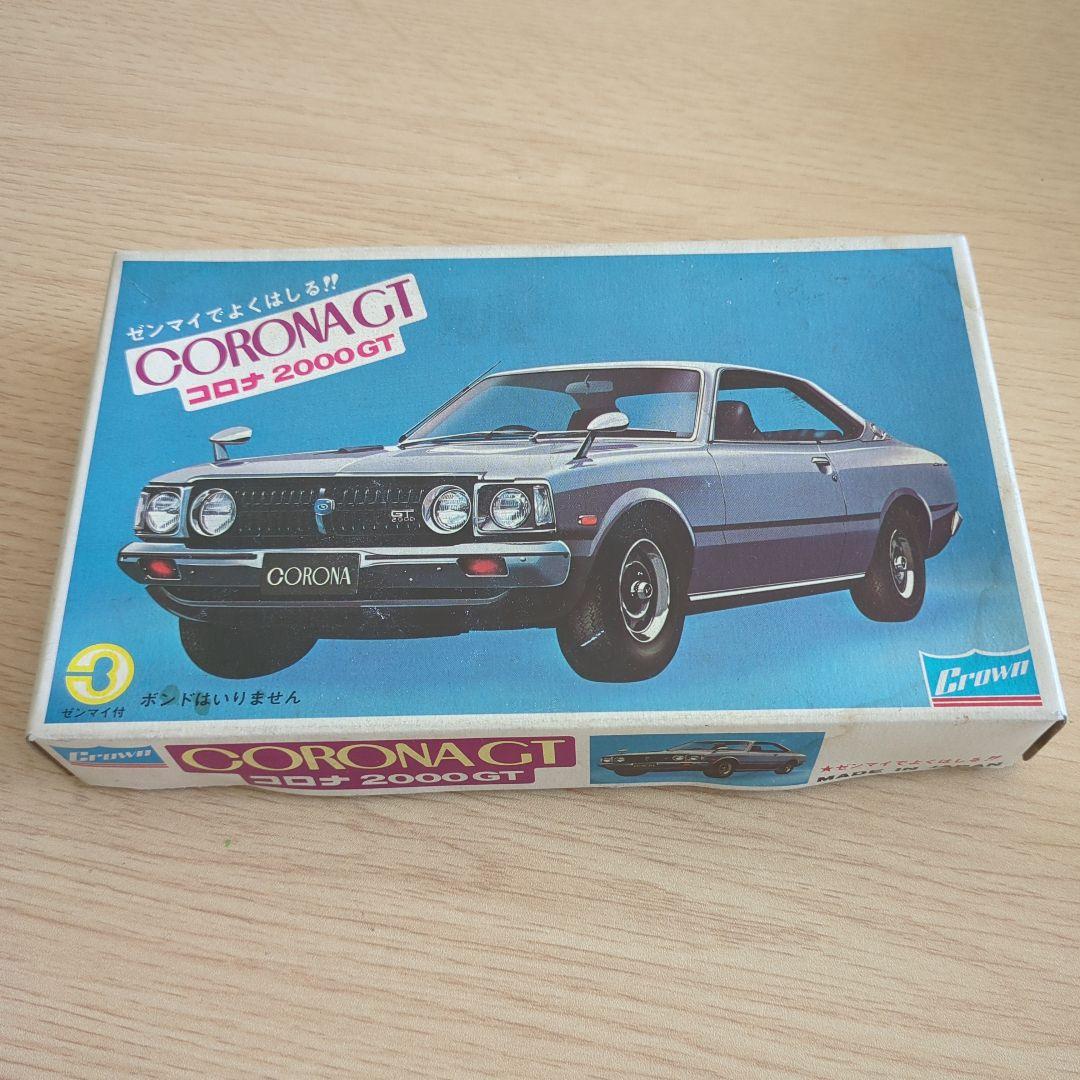 ゼンマイでよくはしる!!
CORONA GT
コロナ 2000GT
GT
2000
CORONA
3
ゼンマイ付
ボンドはいりません
Crown
Crown
CORONA GT
コロナ 2000GT
★ゼンマイでよくはしる!!
MADE IN JAPAN